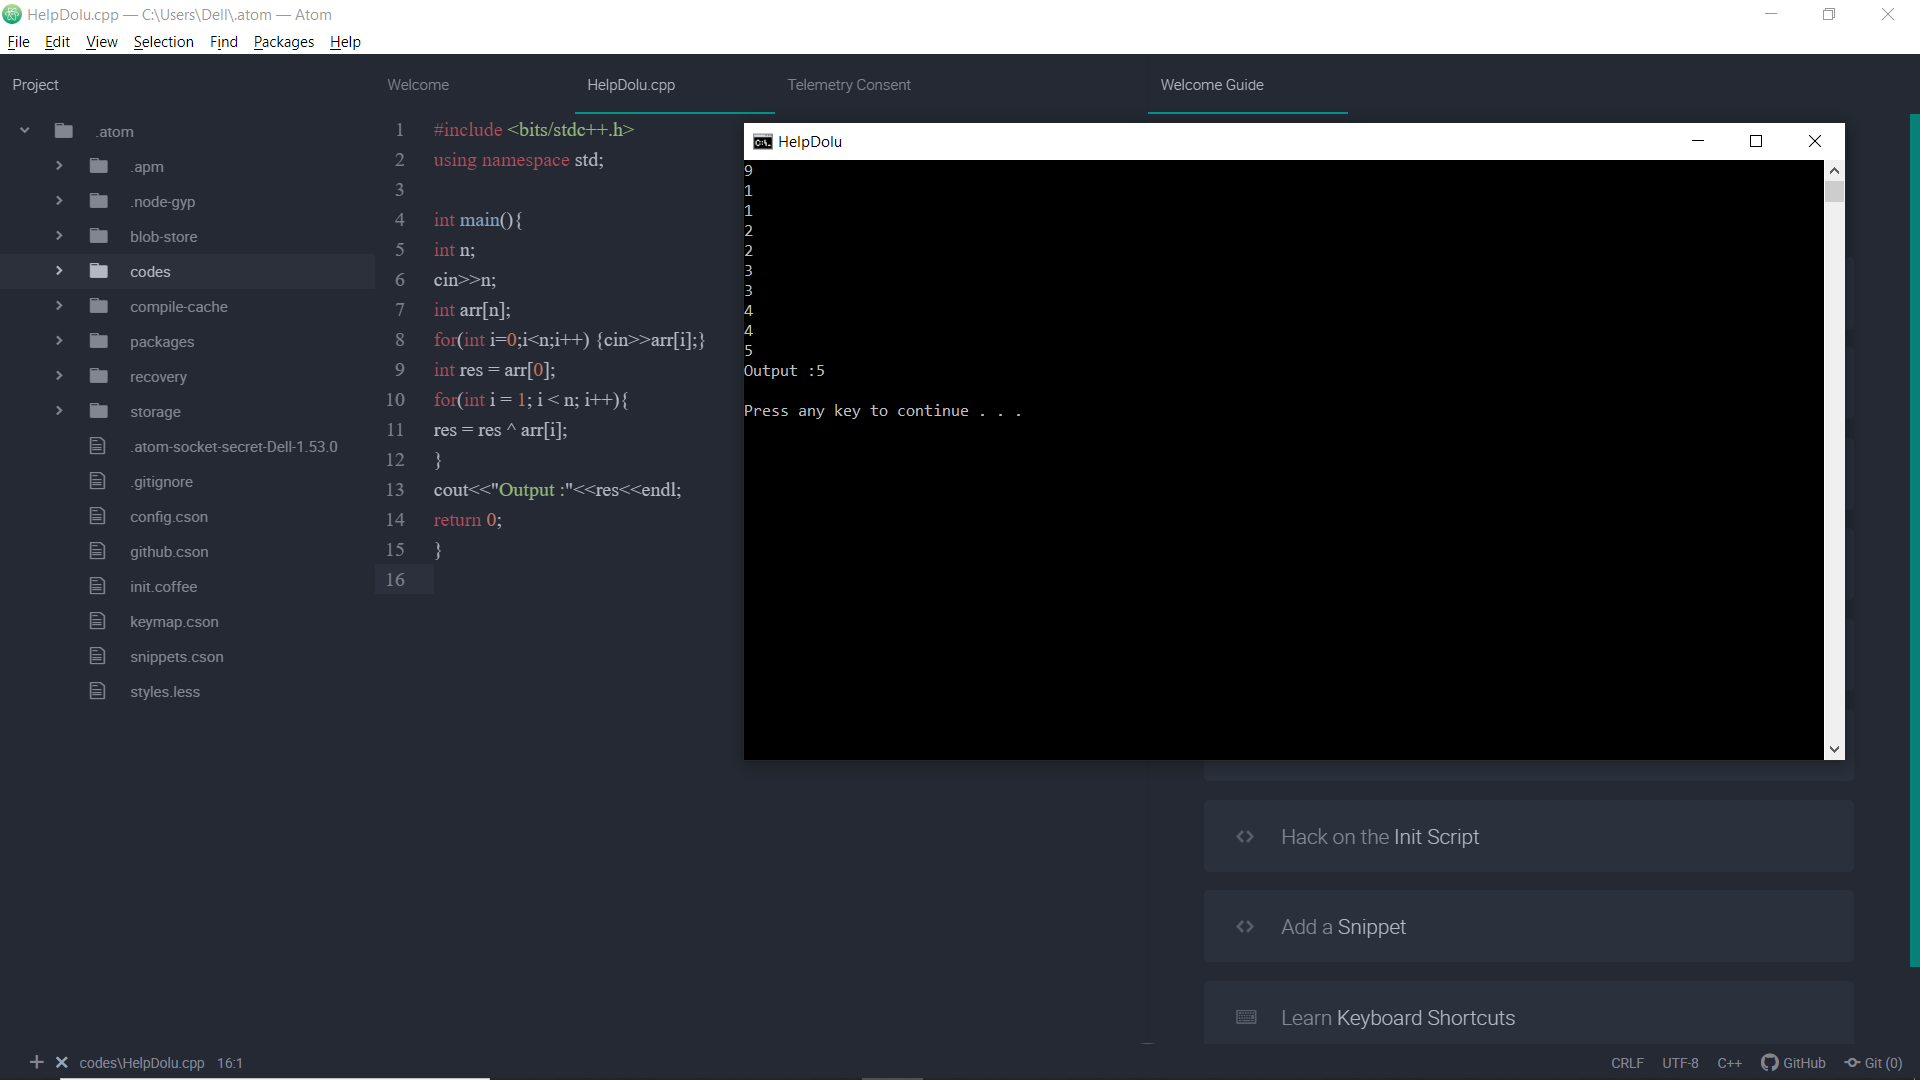 HelpDolu.cpp — C:\Users\Dell\.atom — Atom
File Edit View Selection Find Packages Help
Project
Welcome
HelpDolu.cpp
Telemetry Consent
Welcome Guide
.atom
.apm
.node-gyp
blob-store
codes
compile-cache
packages
recovery
storage
.atom-socket-secret-Dell-1.53.0
.gitignore
config.cson
github.cson
init.coffee
keymap.cson
snippets.cson
styles.less
1 #include <bits/stdc++.h>
2 using namespace std;
3
4 int main(){
5 int n;
6 cin>>n;
7 int arr[n];
8 for(int i=0;i<n;i++) {cin>>arr[i];}
9 int res = arr[0];
10 for(int i = 1; i < n; i++){
11 res = res ^ arr[i];
12 }
13 cout<<"Output :"<<res<<endl;
14 return 0;
15 }
16
HelpDolu
9
1
1
2
2
3
3
4
4
5
Output :5
Press any key to continue . . .
Hack on the Init Script
Add a Snippet
Learn Keyboard Shortcuts
codes\HelpDolu.cpp 16:1
CRLF UTF-8 C++ GitHub Git (0)